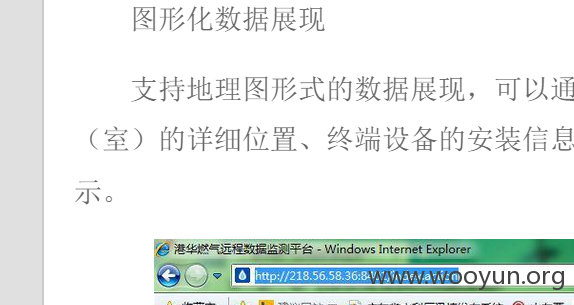 图形化数据展现
支持地理图形式的数据展现，可以通
（室）的详细位置、终端设备的安装信息
示。
港华燃气远程数据监测平台 - Windows Internet Explorer
http://218.56.58.36:8
www.wooyun.org